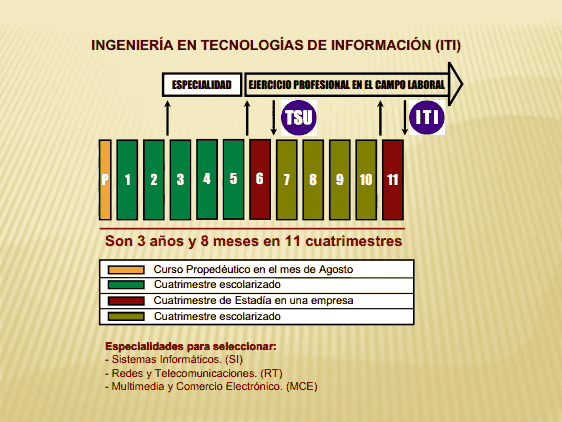 INGENIERÍA EN TECNOLOGÍAS DE INFORMACIÓN (ITI)
ESPECIALIDAD EJERCICIO PROFESIONAL EN EL CAMPO LABORAL
TSU ITI
P 1 2 3 4 5 6 7 8 9 10 11
Son 3 años y 8 meses en 11 cuatrimestres
Curso Propedéutico en el mes de Agosto
Cuatrimestre escolarizado
Cuatrimestre de Estadía en una empresa
Cuatrimestre escolarizado
Especialidades para seleccionar:
- Sistemas Informáticos. (SI)
- Redes y Telecomunicaciones. (RT)
- Multimedia y Comercio Electrónico. (MCE)